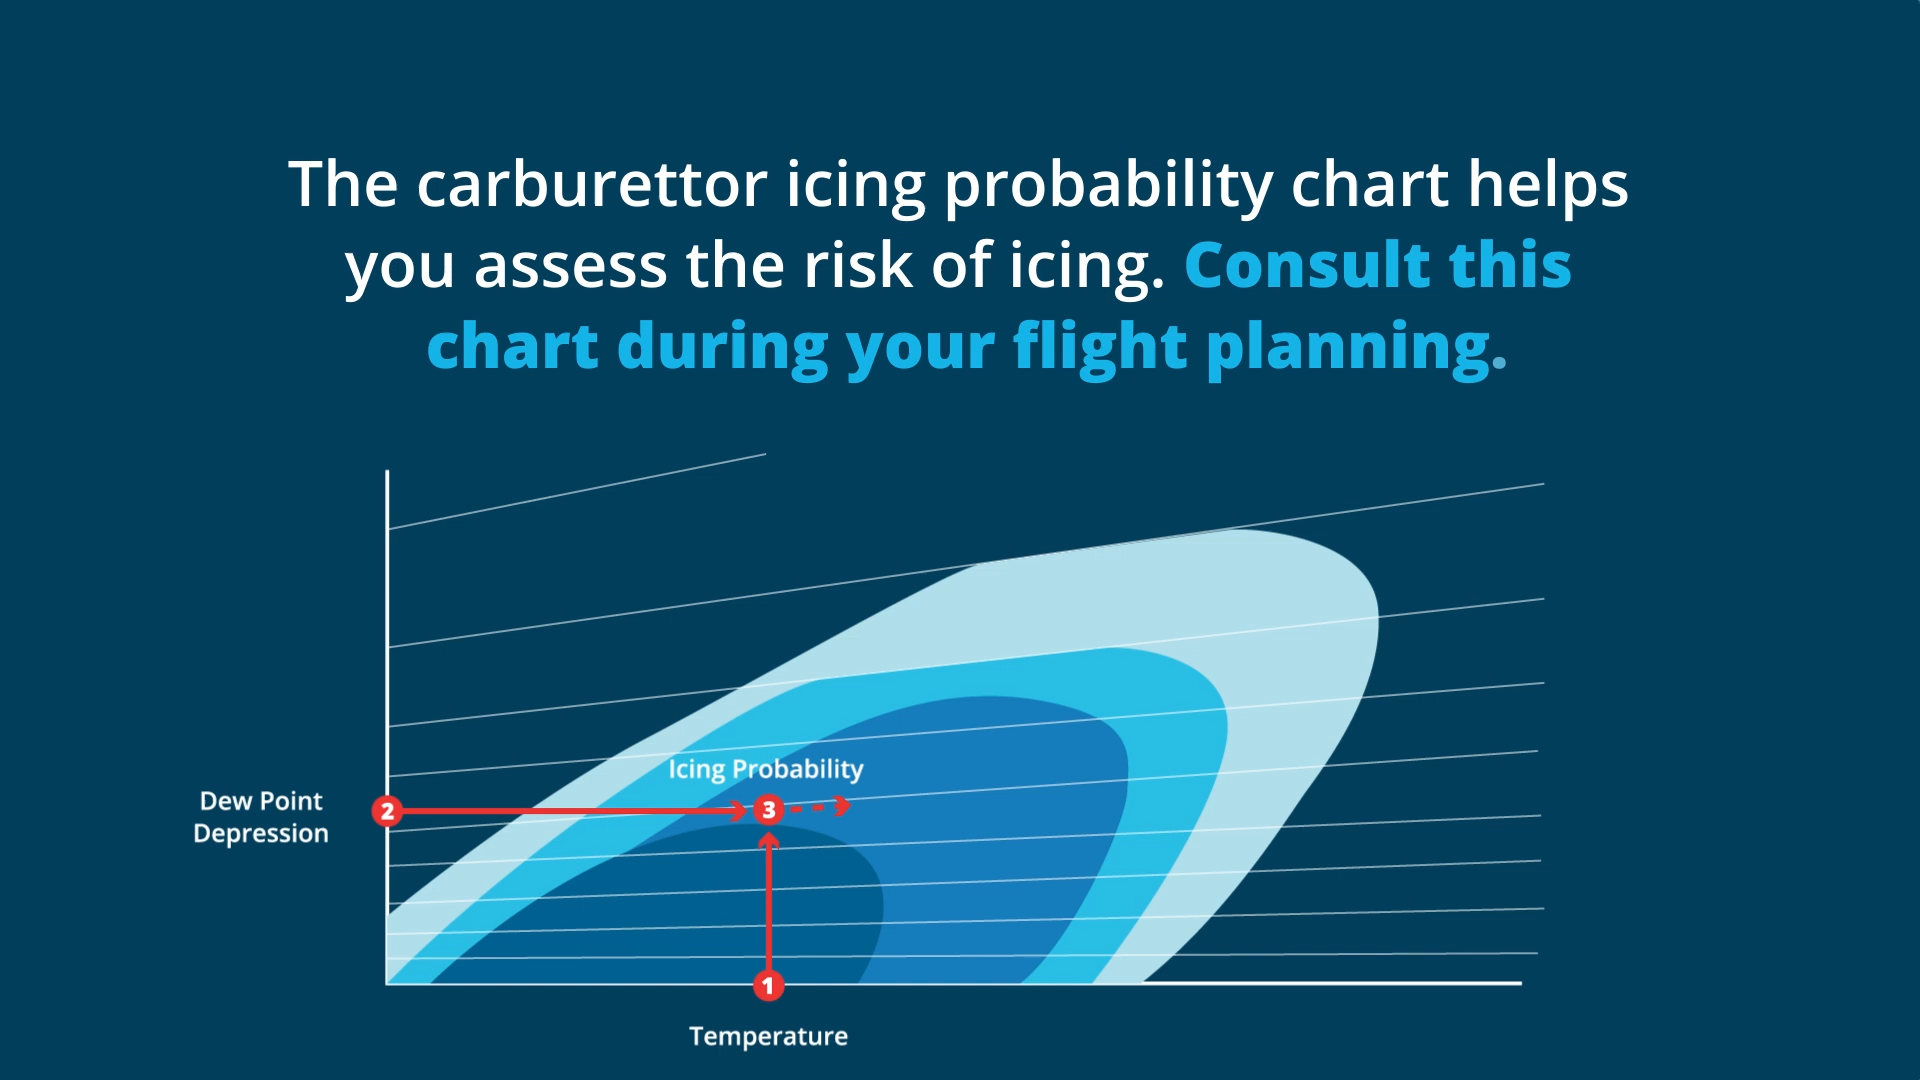 The carburettor icing probability chart helps
you assess the risk of icing. Consult this
chart during your flight planning.
Icing Probability
Dew Point
Depression
2
3
1
Temperature